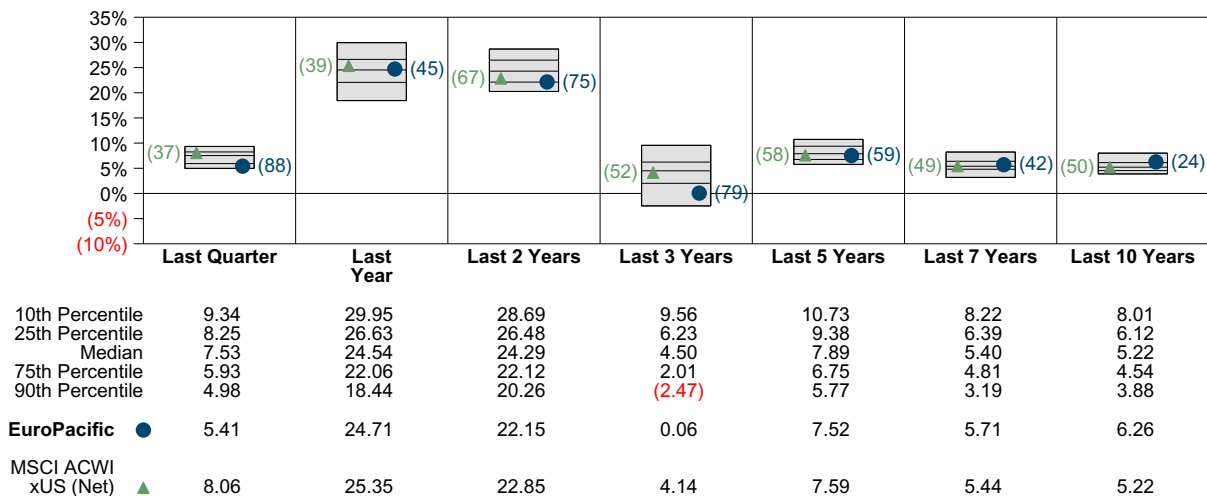 35%
30%
25%
20%
15%
10%
5%
0%
(5%)
(10%)
(37) (88)
(39) (45)
(67) (75)
(52) (79)
(58) (59)
(49) (42)
(50) (24)
Last Quarter Last Year Last 2 Years Last 3 Years Last 5 Years Last 7 Years Last 10 Years
10th Percentile 9.34 29.95 28.69 9.56 10.73 8.22 8.01
25th Percentile 8.25 26.63 26.48 6.23 9.38 6.39 6.12
Median 7.53 24.54 24.29 4.50 7.89 5.40 5.22
75th Percentile 5.93 22.06 22.12 2.01 6.75 4.81 4.54
90th Percentile 4.98 18.44 20.26 (2.47) 5.77 3.19 3.88
EuroPacific 5.41 24.71 22.15 0.06 7.52 5.71 6.26
MSCI ACWI
xUS (Net) 8.06 25.35 22.85 4.14 7.59 5.44 5.22